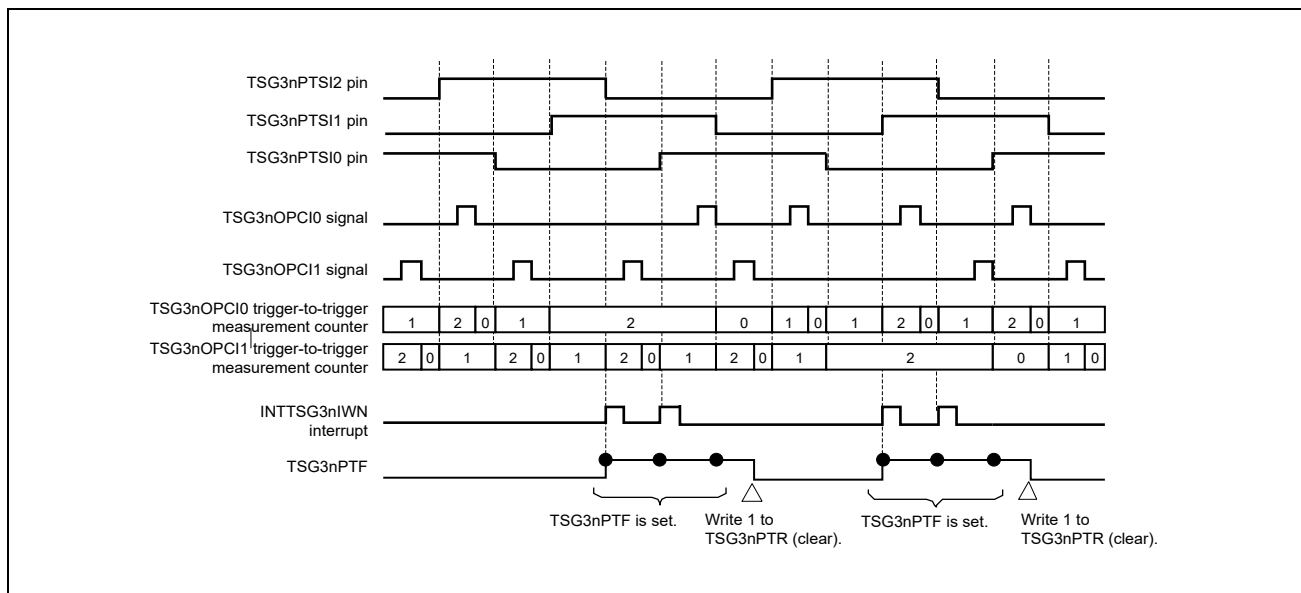 TSG3nPTSI2 pin
TSG3nPTSI1 pin
TSG3nPTSI0 pin
TSG3nOPCI0 signal
TSG3nOPCI1 signal
TSG3nOPCI0 trigger-to-trigger
measurement counter
1 2 0 1 2 0 1 0 1 2 0 1 2 0 1
TSG3nOPCI1 trigger-to-trigger
measurement counter
2 0 1 2 0 1 2 0 1 2 0 1 2 0 1 0
INTTSG3nIWN
interrupt
TSG3nPTF
TSG3nPTF is set.
Write 1 to
TSG3nPTR (clear).
TSG3nPTF is set.
Write 1 to
TSG3nPTR (clear).